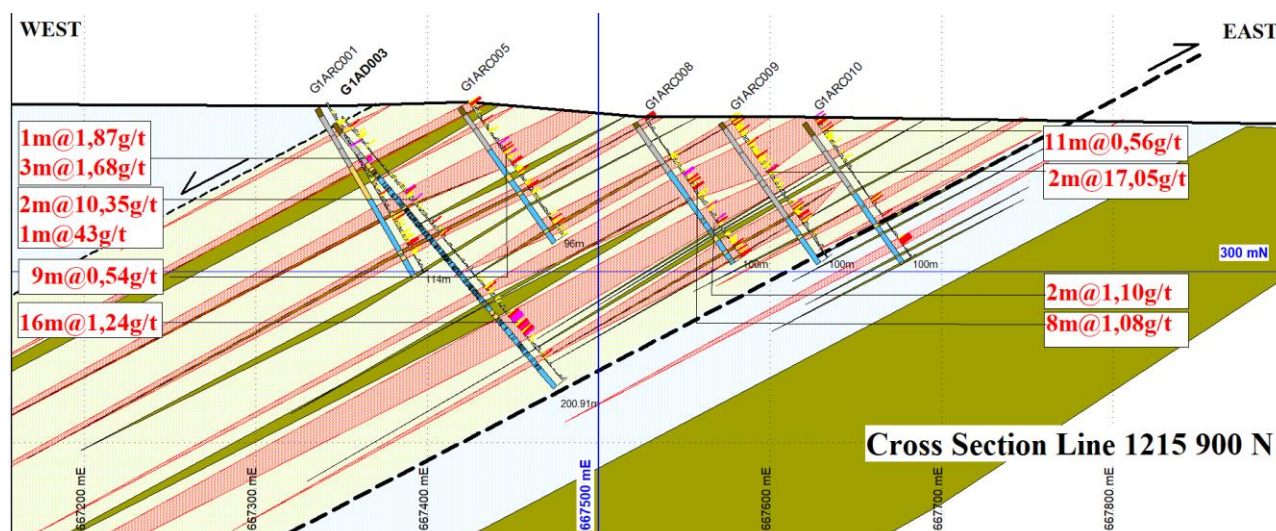 WEST
EAST
G1ARC001
G1AD003
G1ARC005
G1ARC008
G1ARC009
G1ARC010
1m@1,87g/t
3m@1,68g/t
2m@10,35g/t
1m@43g/t
9m@0,54g/t
16m@1,24g/t
11m@0,56g/t
2m@17,05g/t
2m@1,10g/t
8m@1,08g/t
96m
100m
100m
100m
114m
200.91m
300 mN
Cross Section Line 1215 900 N
667200 mE
667300 mE
667400 mE
667500 mE
667600 mE
667700 mE
667800 mE